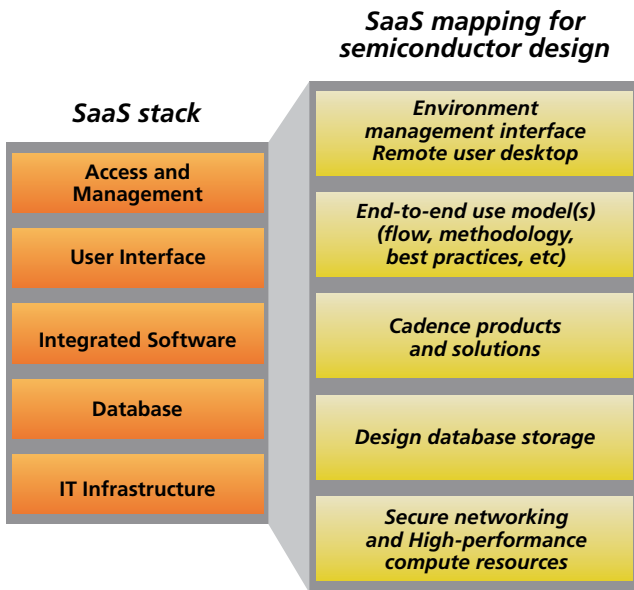 SaaS stack
Access and
Management
User Interface
Integrated Software
Database
IT Infrastructure
SaaS mapping for
semiconductor design
Environment
management interface
Remote user desktop
End-to-end use model(s)
(flow, methodology,
best practices, etc)
Cadence products
and solutions
Design database storage
Secure networking
and High-performance
compute resources